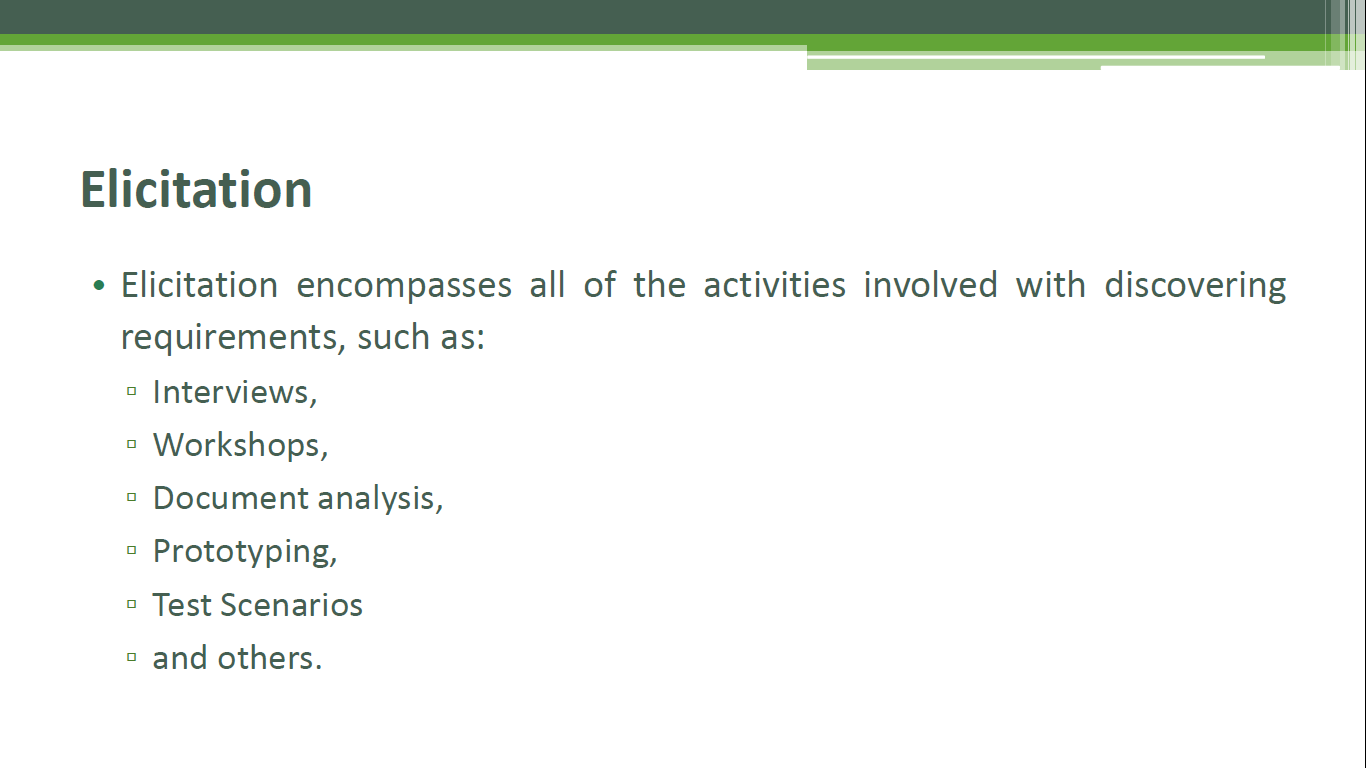 Elicitation
• Elicitation encompasses all of the activities involved with discovering
requirements, such as:
▫ Interviews,
▫ Workshops,
▫ Document analysis,
▫ Prototyping,
▫ Test Scenarios
▫ and others.